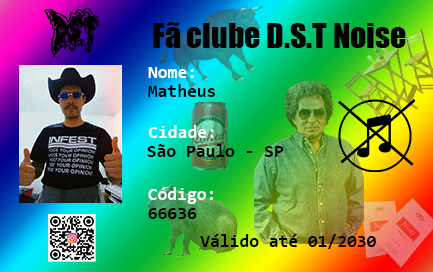 D.S.T
Fã clube D.S.T Noise
Nome:
Matheus
INFEST
Cidade:
São Paulo - SP
Código:
66636
Válido até 01/2030